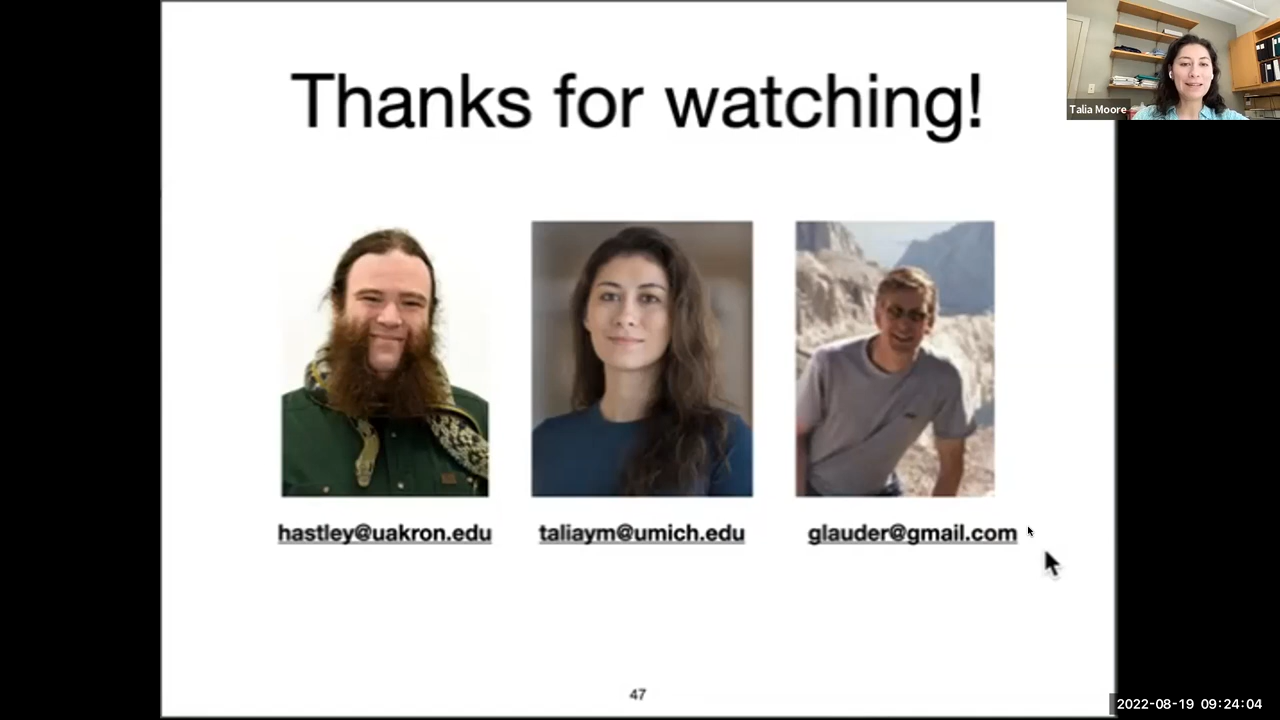 Thanks for watching!
Talia Moore
hastley@uakron.edu
taliaym@umich.edu
glauder@gmail.com
47
2022-08-19 09:24:04